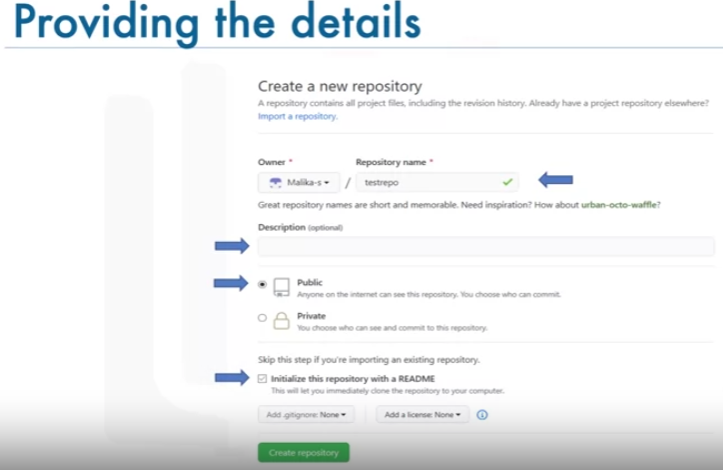 Providing the details
Create a new repository
A repository contains all project files, including the revision history. Already have a project repository elsewhere?
Import a repository.
Owner * Repository name *
Malika-s / testrepo
Great repository names are short and memorable. Need inspiration? How about urban-octo-waffle?
Description (optional)
Public
Anyone on the internet can see this repository. You choose who can commit.
Private
You choose who can see and commit to this repository.
Skip this step if you're importing an existing repository.
Initialize this repository with a README
This will let you immediately clone the repository to your computer.
Add .gitignore: None Add a license: None
Create repository